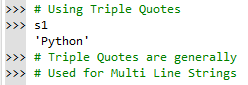 >>> # Using Triple Quotes
>>> s1
'Python'
>>> # Triple Quotes are generally
>>> # Used for Multi Line Strings